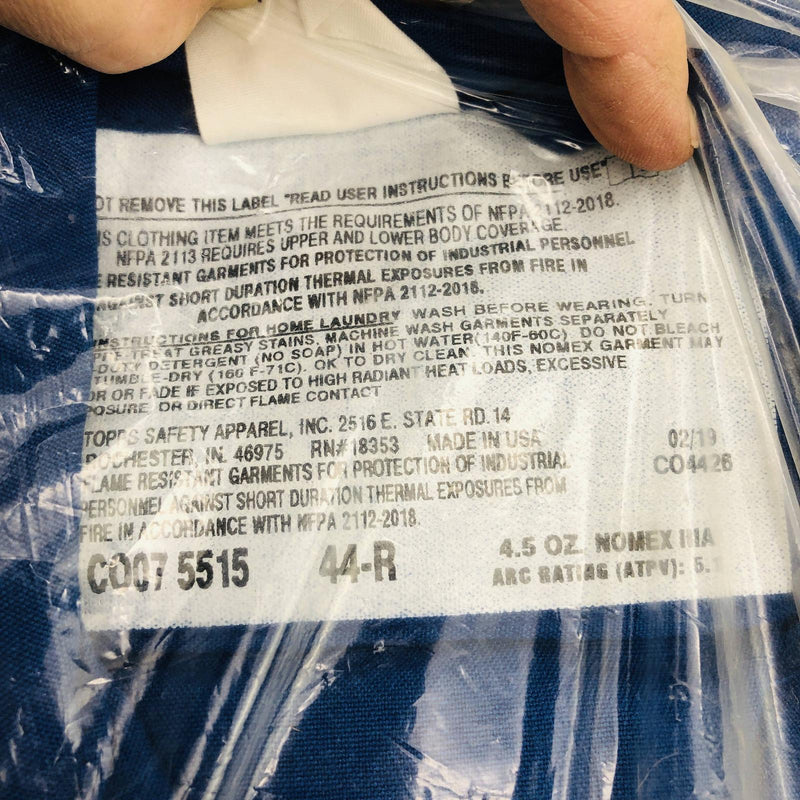 OT REMOVE THIS LABEL "READ USER INSTRUCTIONS BEFORE USE"
IS CLOTHING ITEM MEETS THE REQUIREMENTS OF NFPA 2112-2018.
NFPA 2113 REQUIRES UPPER AND LOWER BODY COVERAGE.
E RESISTANT GARMENTS FOR PROTECTION OF INDUSTRIAL PERSONNEL
AGAINST SHORT DURATION THERMAL EXPOSURES FROM FIRE IN
ACCORDANCE WITH NFPA 2112-2018.
INSTRUCTIONS FOR HOME LAUNDRY WASH BEFORE WEARING. TURN
GREASY STAINS. MACHINE WASH GARMENTS SEPARATELY
DUTY DETERGENT (NO SOAP) IN HOT WATER(140F-60C). DO NOT BLEACH
TUMBLE-DRY (160 F-71C). OK TO DRY CLEAN. THIS NOMEX GARMENT MAY
OR OR FADE IF EXPOSED TO HIGH RADIANT HEAT LOADS, EXCESSIVE
POSURE OR DIRECT FLAME CONTACT
TOPPS SAFETY APPAREL, INC. 2516 E. STATE RD. 14
ROCHESTER, IN. 46975 RN# 18353 MADE IN USA 02/19
FLAME RESISTANT GARMENTS FOR PROTECTION OF INDUSTRIAL CO4426
PERSONNEL AGAINST SHORT DURATION THERMAL EXPOSURES FROM
FIRE IN ACCORDANCE WITH NFPA 2112-2018.
CO07 5515 44-R 4.5 OZ. NOMEX IIIA
ARC RATING (ATPV): 5.1